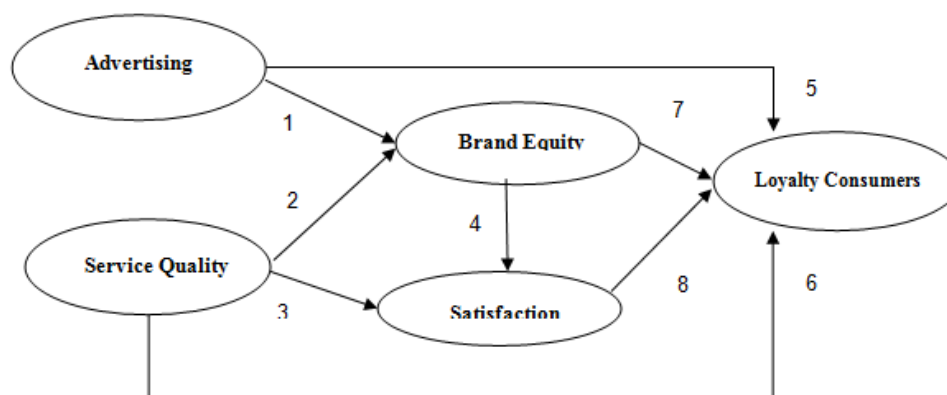 Advertising
5
1
7
Brand Equity
Loyalty Consumers
2
4
Service Quality
3
8
6
Satisfaction